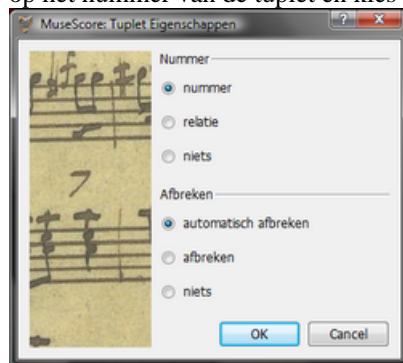 op het nummer van de tuplet en kies
MuseScore: Tuplet Eigenschappen
Nummer
nummer
relatie
niets
7
Afbreken
automatisch afbreken
afbreken
niets
OK Cancel